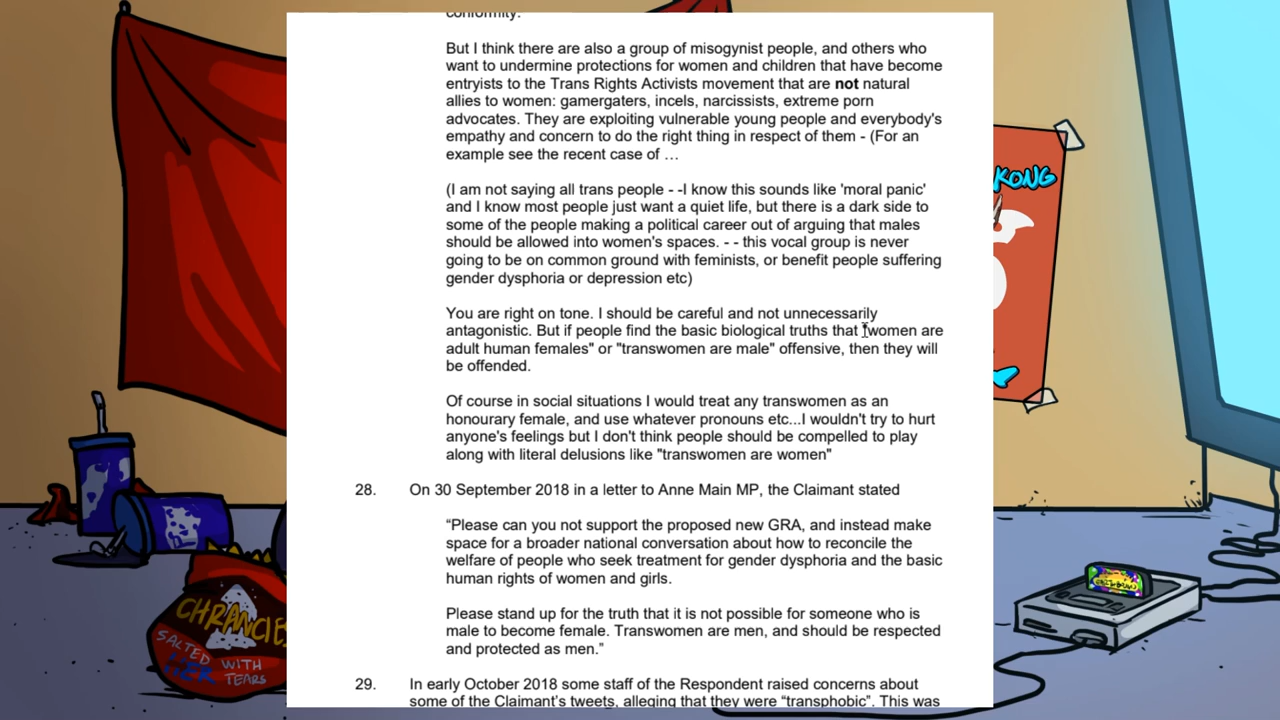 conformity.
But I think there are also a group of misogynist people, and others who
want to undermine protections for women and children that have become
entryists to the Trans Rights Activists movement that are not natural
allies to women: gamergaters, incels, narcissists, extreme porn
advocates. They are exploiting vulnerable young people and everybody's
empathy and concern to do the right thing in respect of them - (For an
example see the recent case of …
(I am not saying all trans people - -I know this sounds like 'moral panic'
and I know most people just want a quiet life, but there is a dark side to
some of the people making a political career out of arguing that males
should be allowed into women's spaces. - - this vocal group is never
going to be on common ground with feminists, or benefit people suffering
gender dysphoria or depression etc)
You are right on tone. I should be careful and not unnecessarily
antagonistic. But if people find the basic biological truths that "women are
adult human females" or "transwomen are male" offensive, then they will
be offended.
Of course in social situations I would treat any transwomen as an
honourary female, and use whatever pronouns etc...I wouldn't try to hurt
anyone's feelings but I don't think people should be compelled to play
along with literal delusions like "transwomen are women"
28. On 30 September 2018 in a letter to Anne Main MP, the Claimant stated
“Please can you not support the proposed new GRA, and instead make
space for a broader national conversation about how to reconcile the
welfare of people who seek treatment for gender dysphoria and the basic
human rights of women and girls.
Please stand up for the truth that it is not possible for someone who is
male to become female. Transwomen are men, and should be respected
and protected as men.”
29. In early October 2018 some staff of the Respondent raised concerns about
some of the Claimant's tweets, alleging that they were “transphobic”. This was
KONG
CHRANCIE
SALTED WITH
HER TEARS